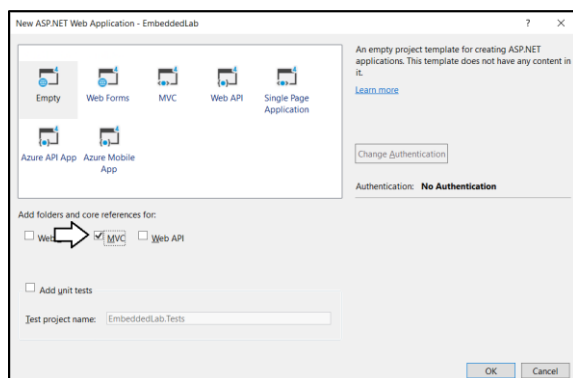 New ASP.NET Web Application - EmbeddedLab
? ×
Empty
Web Forms
MVC
Web API
Single Page
Application
Azure API App
Azure Mobile
App
An empty project template for creating ASP.NET
applications. This template does not have any content in
it.
Learn more
Change Authentication
Authentication: No Authentication
Add folders and core references for:
Web
MVC
Web API
Add unit tests
Test project name: EmbeddedLab.Tests
OK
Cancel